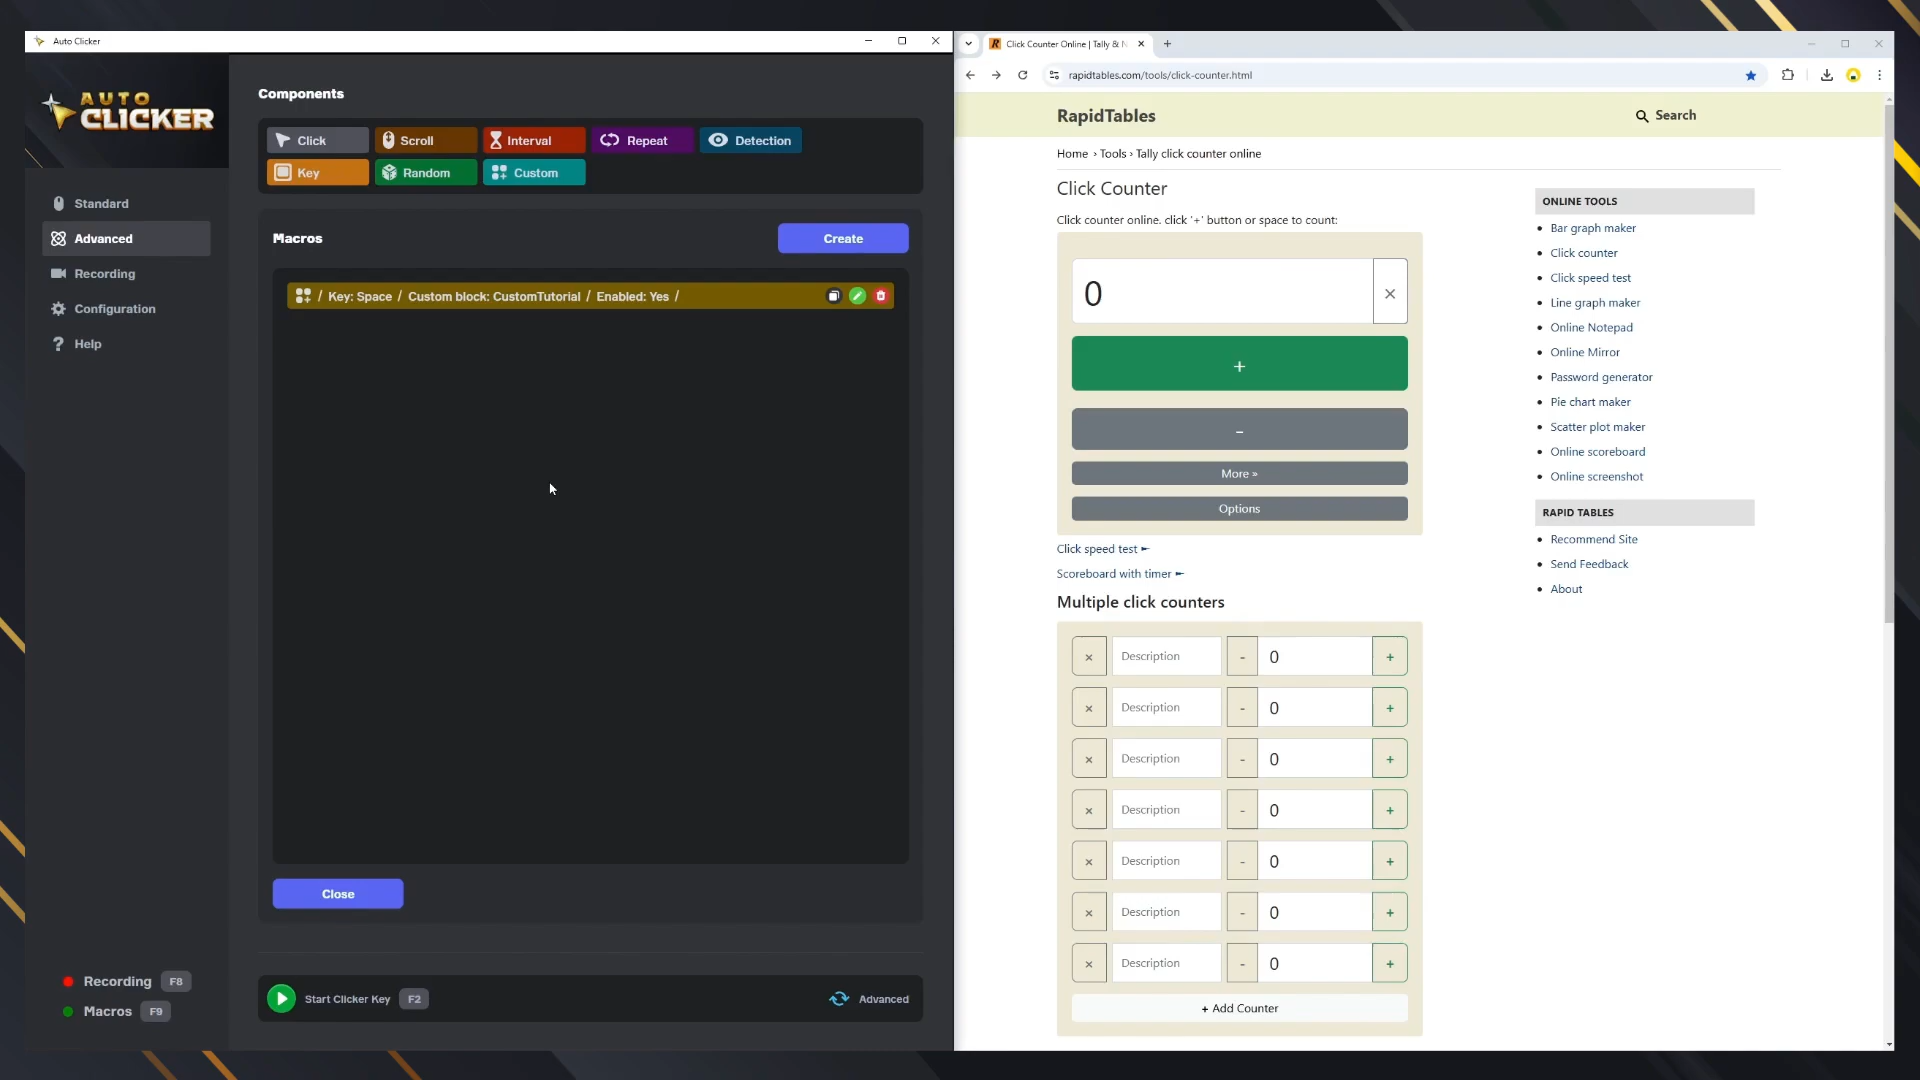 Auto Clicker
AUTO
CLICKER
Standard
Advanced
Recording
Configuration
Help
Recording F8
Macros F9
Components
Click
Scroll
Interval
Repeat
Detection
Key
Random
Custom
Macros
Create
/ Key: Space / Custom block: CustomTutorial / Enabled: Yes /
Close
Start Clicker Key F2
Advanced
Click Counter Online | Tally & N
rapidtables.com/tools/click-counter.html
RapidTables
Search
Home › Tools › Tally click counter online
Click Counter
Click counter online. click '+' button or space to count:
0 ×
+
-
More »
Options
Click speed test ►
Scoreboard with timer ►
Multiple click counters
× Description - 0 +
× Description - 0 +
× Description - 0 +
× Description - 0 +
× Description - 0 +
× Description - 0 +
× Description - 0 +
+ Add Counter
ONLINE TOOLS
Bar graph maker
Click counter
Click speed test
Line graph maker
Online Notepad
Online Mirror
Password generator
Pie chart maker
Scatter plot maker
Online scoreboard
Online screenshot
RAPID TABLES
Recommend Site
Send Feedback
About